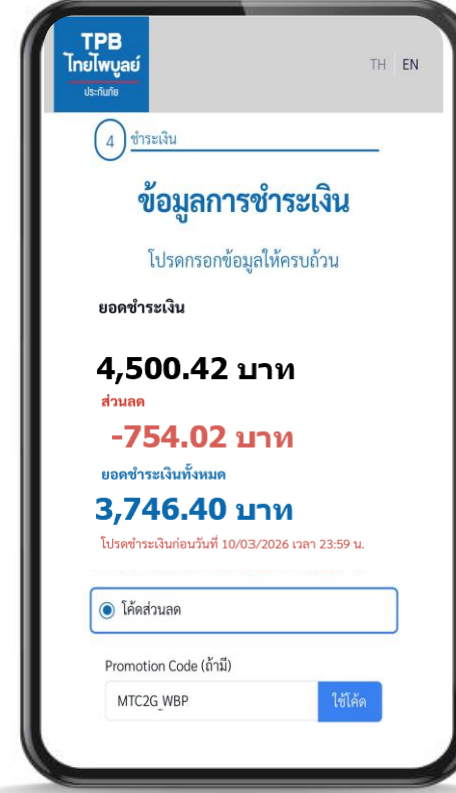 TPB
ไทยไพบูลย์
ประกันภัย
TH EN
4 ชำระเงิน
ข้อมูลการชำระเงิน
โปรดกรอกข้อมูลให้ครบถ้วน
ยอดชำระเงิน
4,500.42 บาท
ส่วนลด
-754.02 บาท
ยอดชำระเงินทั้งหมด
3,746.40 บาท
โปรดชำระเงินก่อนวันที่ 10/03/2026 เวลา 23:59 น.
โค้ดส่วนลด
Promotion Code (ถ้ามี)
MTC2G_WBP ใช้โค้ด